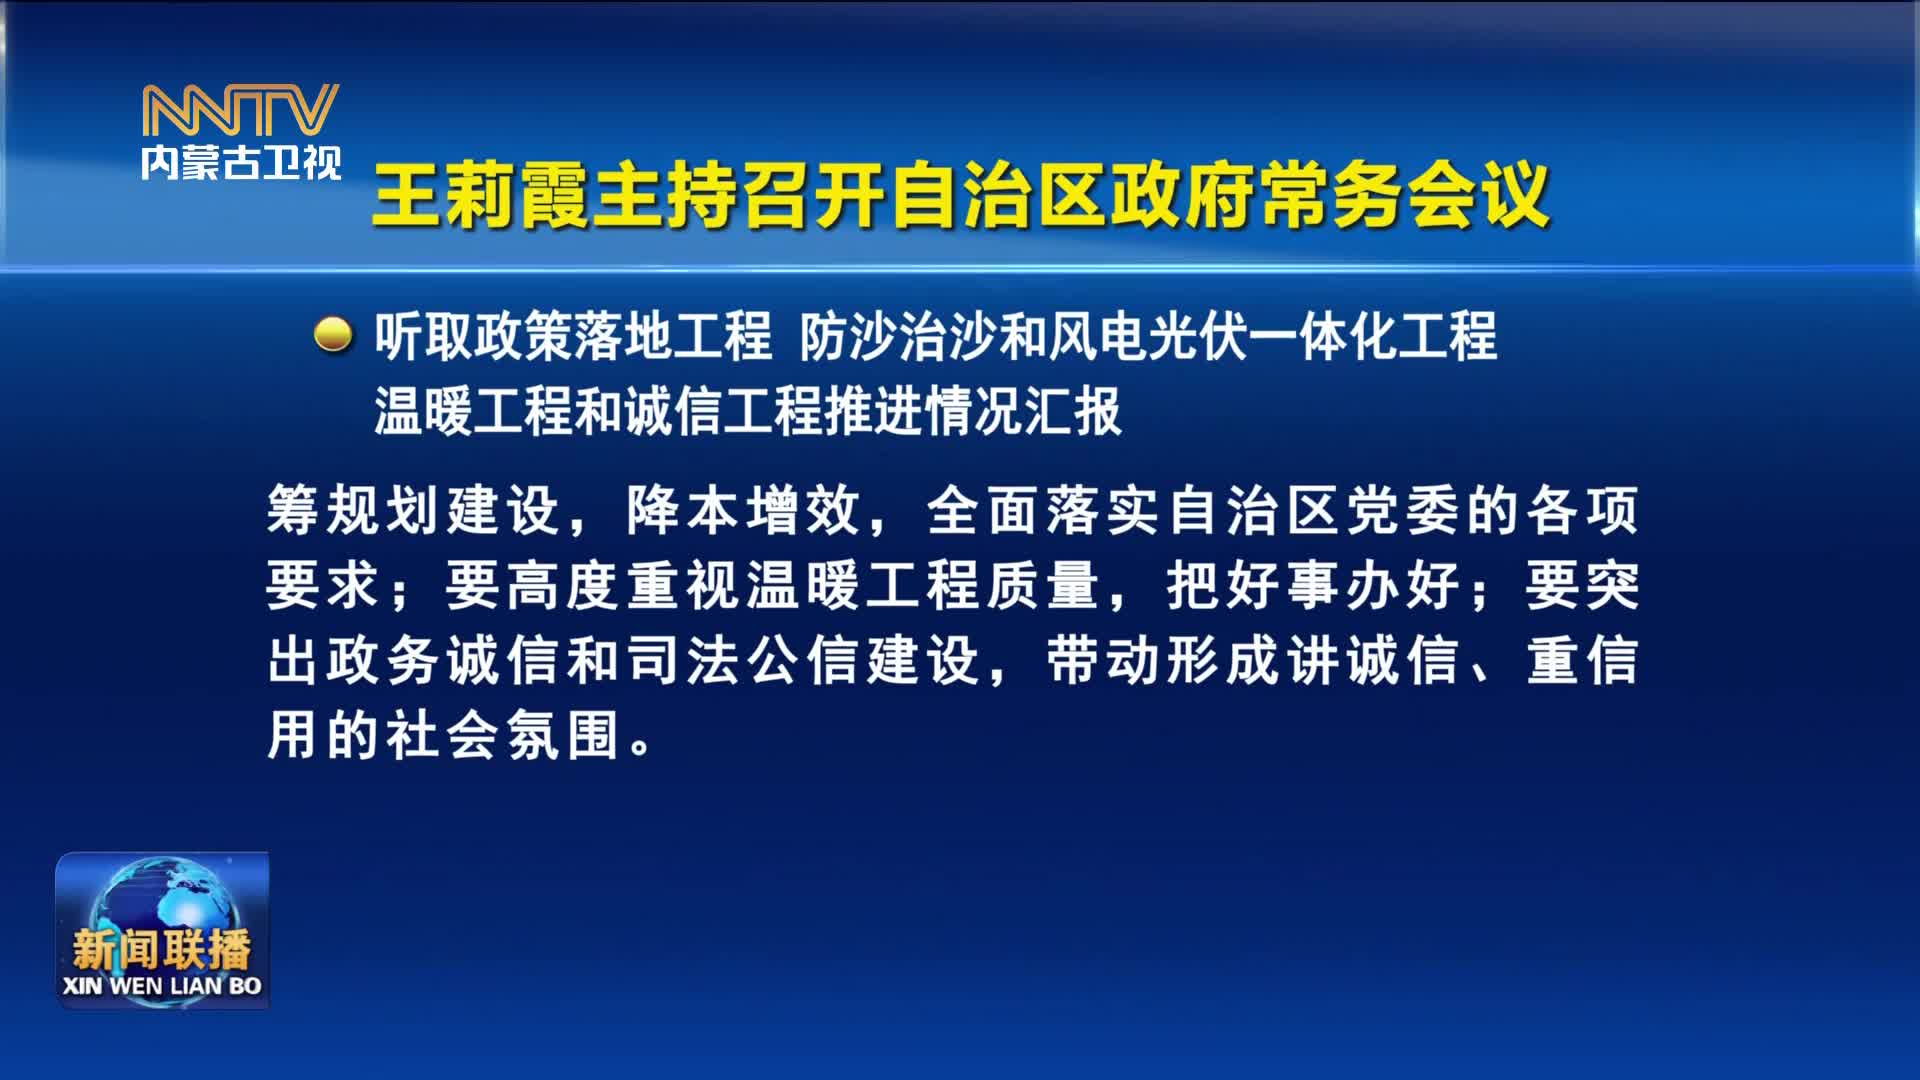 NNTV
内蒙古卫视
王莉霞主持召开自治区政府常务会议
听取政策落地工程 防沙治沙和风电光伏一体化工程
温暖工程和诚信工程推进情况汇报
筹规划建设，降本增效，全面落实自治区党委的各项
要求；要高度重视温暖工程质量，把好事办好；要突
出政务诚信和司法公信建设，带动形成讲诚信、重信
用的社会氛围。
新闻联播
XIN WEN LIAN BO